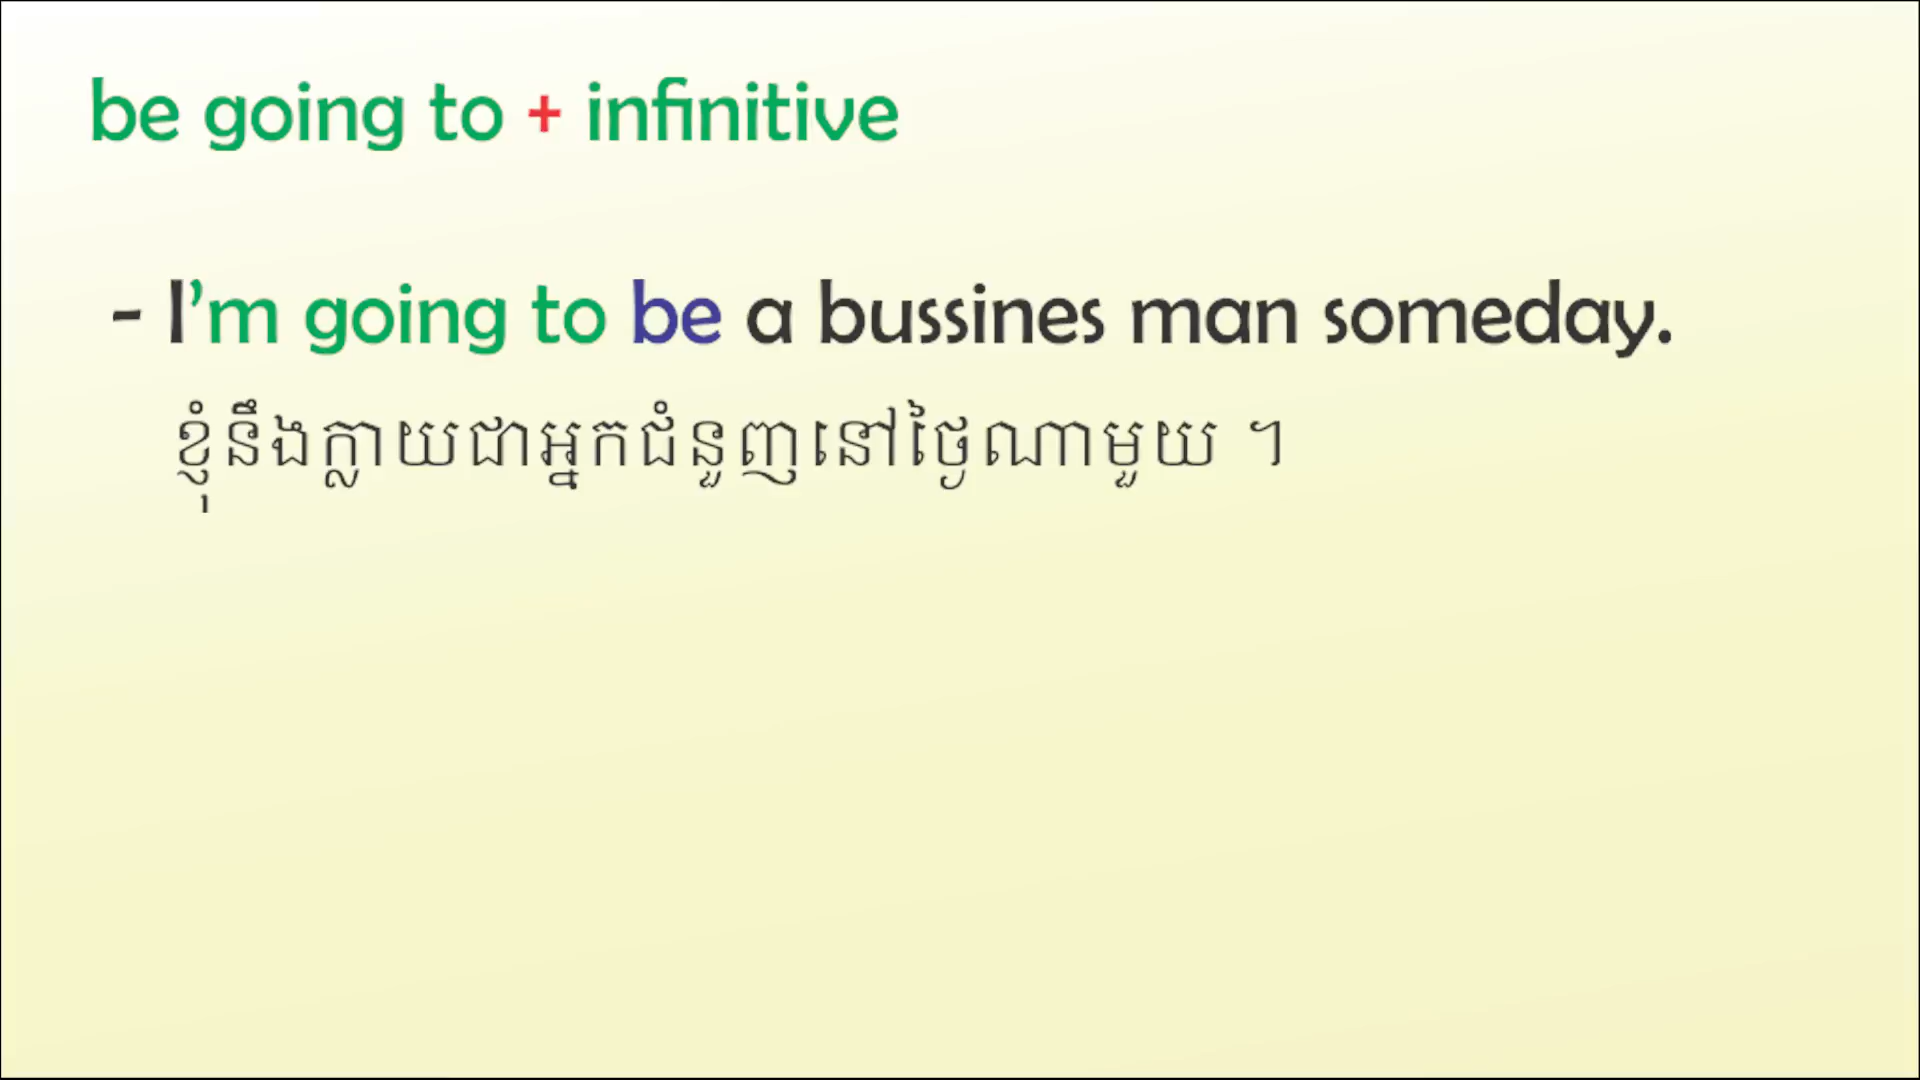 be going to + infinitive
- I’m going to be a bussines man someday.
ខ្ញុំនឹងក្លាយជាអ្នកជំនួញនៅថ្ងៃណាមួយ ។